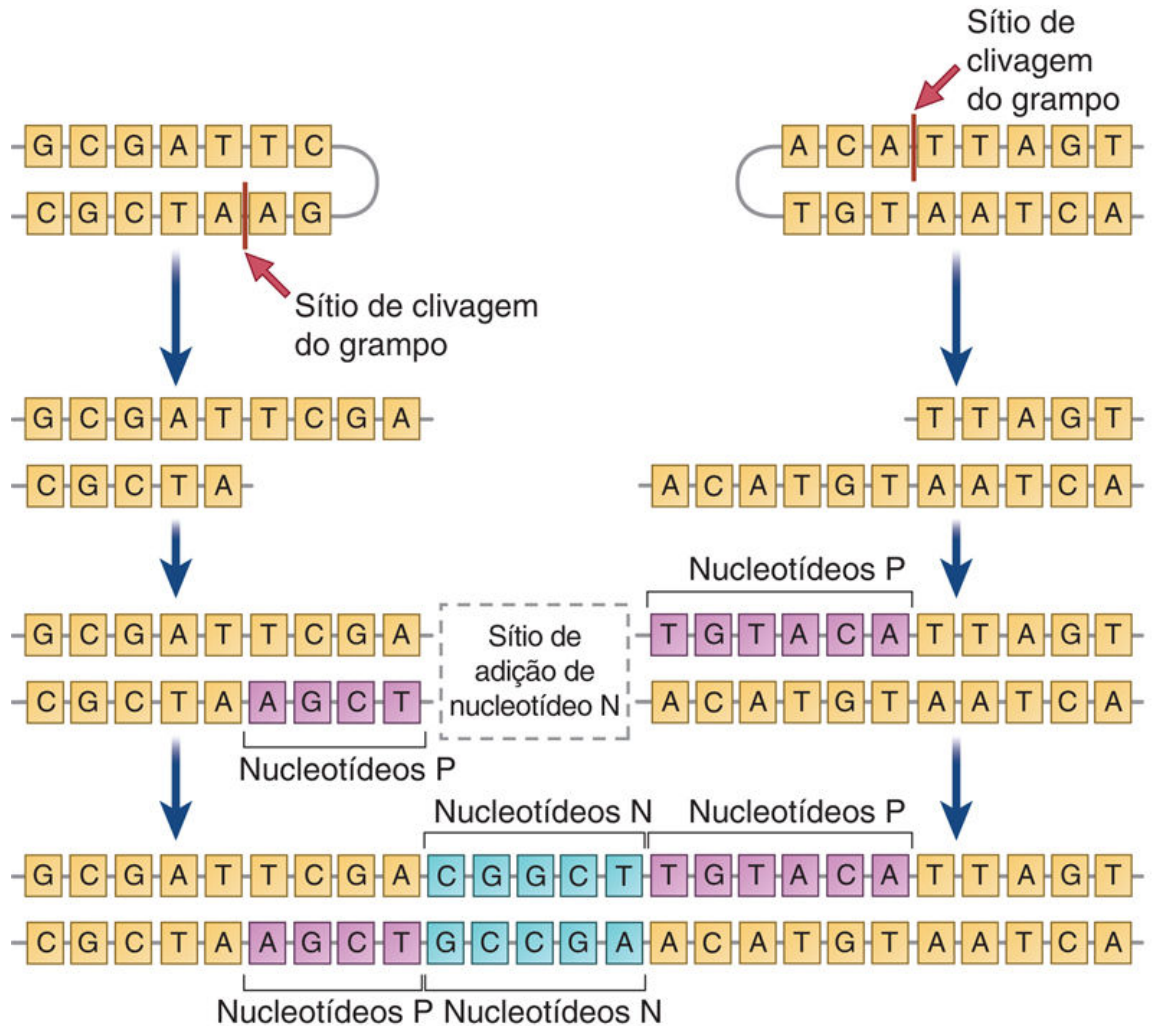 Sítio de
clivagem
do grampo
G C G A T T C
A C A T T A G T
C G C T A A G
T G T A A T C A
Sítio de clivagem
do grampo
G C G A T T C G A
T T A G T
C G C T A
A C A T G T A A T C A
Nucleotídeos P
G C G A T T C G A
T G T A C A T T A G T
Sítio de
adição de
nucleotídeo N
C G C T A A G C T
A C A T G T A A T C A
Nucleotídeos P
Nucleotídeos N
Nucleotídeos P
G C G A T T C G A C G G C T T G T A C A T T A G T
C G C T A A G C T G C C G A A C A T G T A A T C A
Nucleotídeos P
Nucleotídeos N